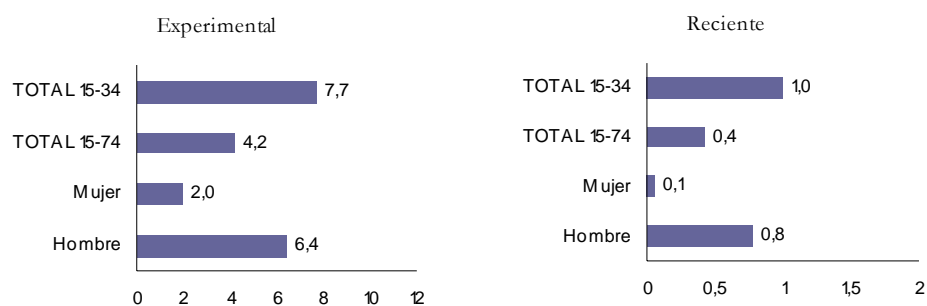 Experimental
TOTAL 15-34
7,7
TOTAL 15-74
4,2
Mujer
2,0
Hombre
6,4
0 2 4 6 8 10 12
Reciente
TOTAL 15-34
1,0
TOTAL 15-74
0,4
Mujer
0,1
Hombre
0,8
0 0,5 1 1,5 2